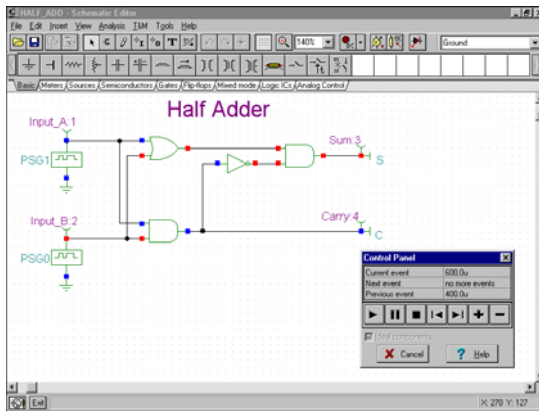 HALF_ADD - Schematic Editor
File Edit Insert View Analysis T&M Tools Help
T 140% Ground
Basic Meters Sources Semiconductors Gates Flip-flops Mixed mode Logic ICs Analog Control
Half Adder
Input_A:1
PSG1
Sum:3
S
Input_B:2
PSG0
Carry:4
C
Control Panel
Current event 600.0u
Next event no more events
Previous event 400.0u
Ideal components
Cancel
Help
Exit
X: 270 Y: 127